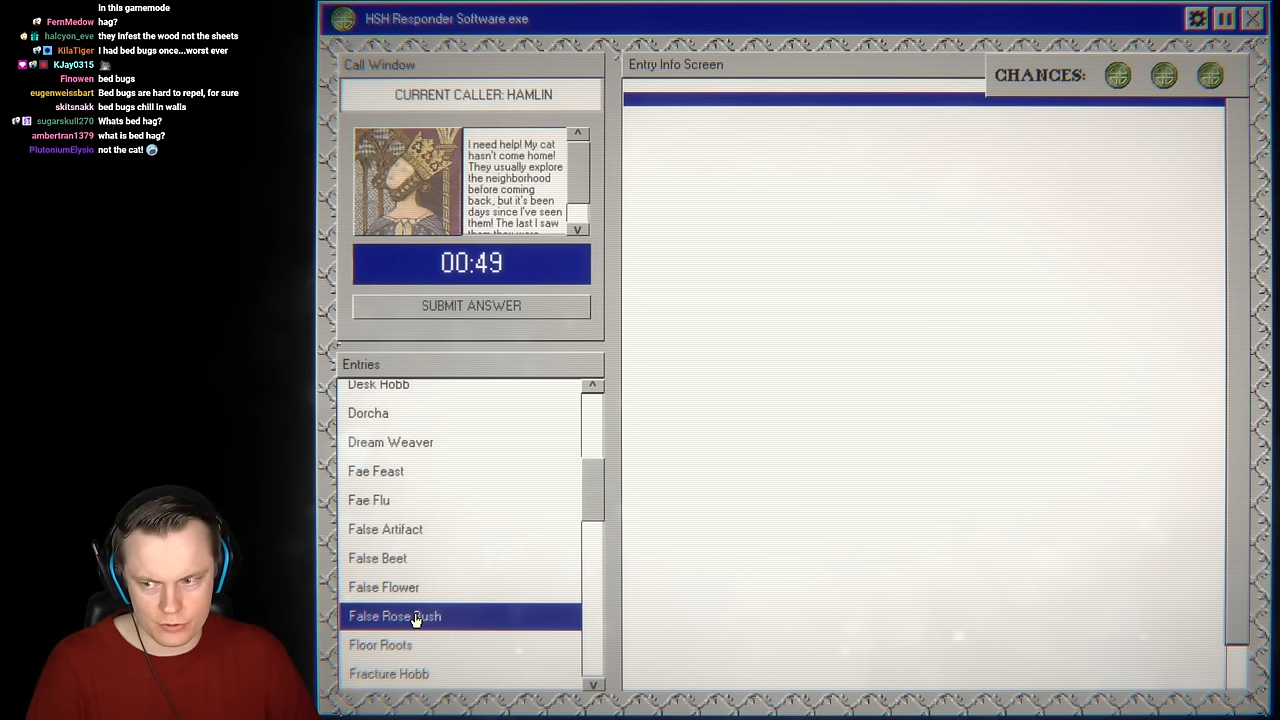 in this gamemode
FernMedow hag?
halcyon_eve they Infest the wood not the sheets
KilaTiger I had bed bugs once...worst ever
KJay0315
Finowen bed bugs
eugenweissbart Bed bugs are hard to repel, for sure
skitsnakk bed bugs chill in walls
sugarskull270 Whats bed hag?
ambertran1379 what is bed hag?
PlutoniumElysio not the cat!
HSH Responder Software.exe
Call Window
CURRENT CALLER: HAMLIN
I need help! My cat
hasn't come home!
They usually explore
the neighborhood
before coming
back, but it's been
days since I've seen
them! The last I saw
them they were
00:49
SUBMIT ANSWER
Entries
Desk Hobb
Dorcha
Dream Weaver
Fae Feast
Fae Flu
False Artifact
False Beet
False Flower
False Rose Bush
Floor Roots
Fracture Hobb
Entry Info Screen
CHANCES: